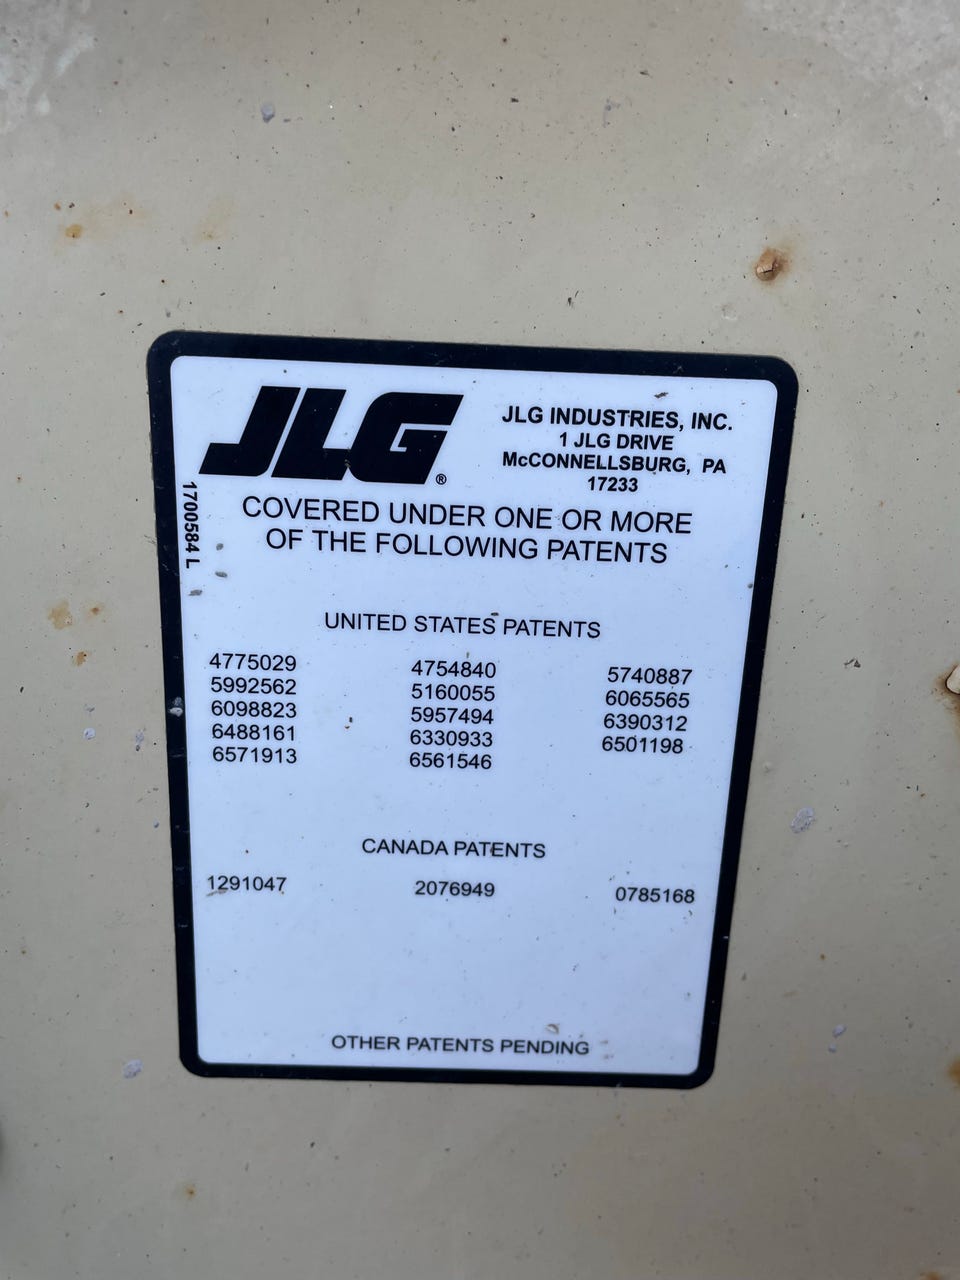 JLG®
JLG INDUSTRIES, INC.
1 JLG DRIVE
McCONNELLSBURG, PA
17233
1700584 L
COVERED UNDER ONE OR MORE
OF THE FOLLOWING PATENTS
UNITED STATES PATENTS
4775029 4754840 5740887
5992562 5160055 6065565
6098823 5957494 6390312
6488161 6330933 6501198
6571913 6561546
CANADA PATENTS
1291047 2076949 0785168
OTHER PATENTS PENDING